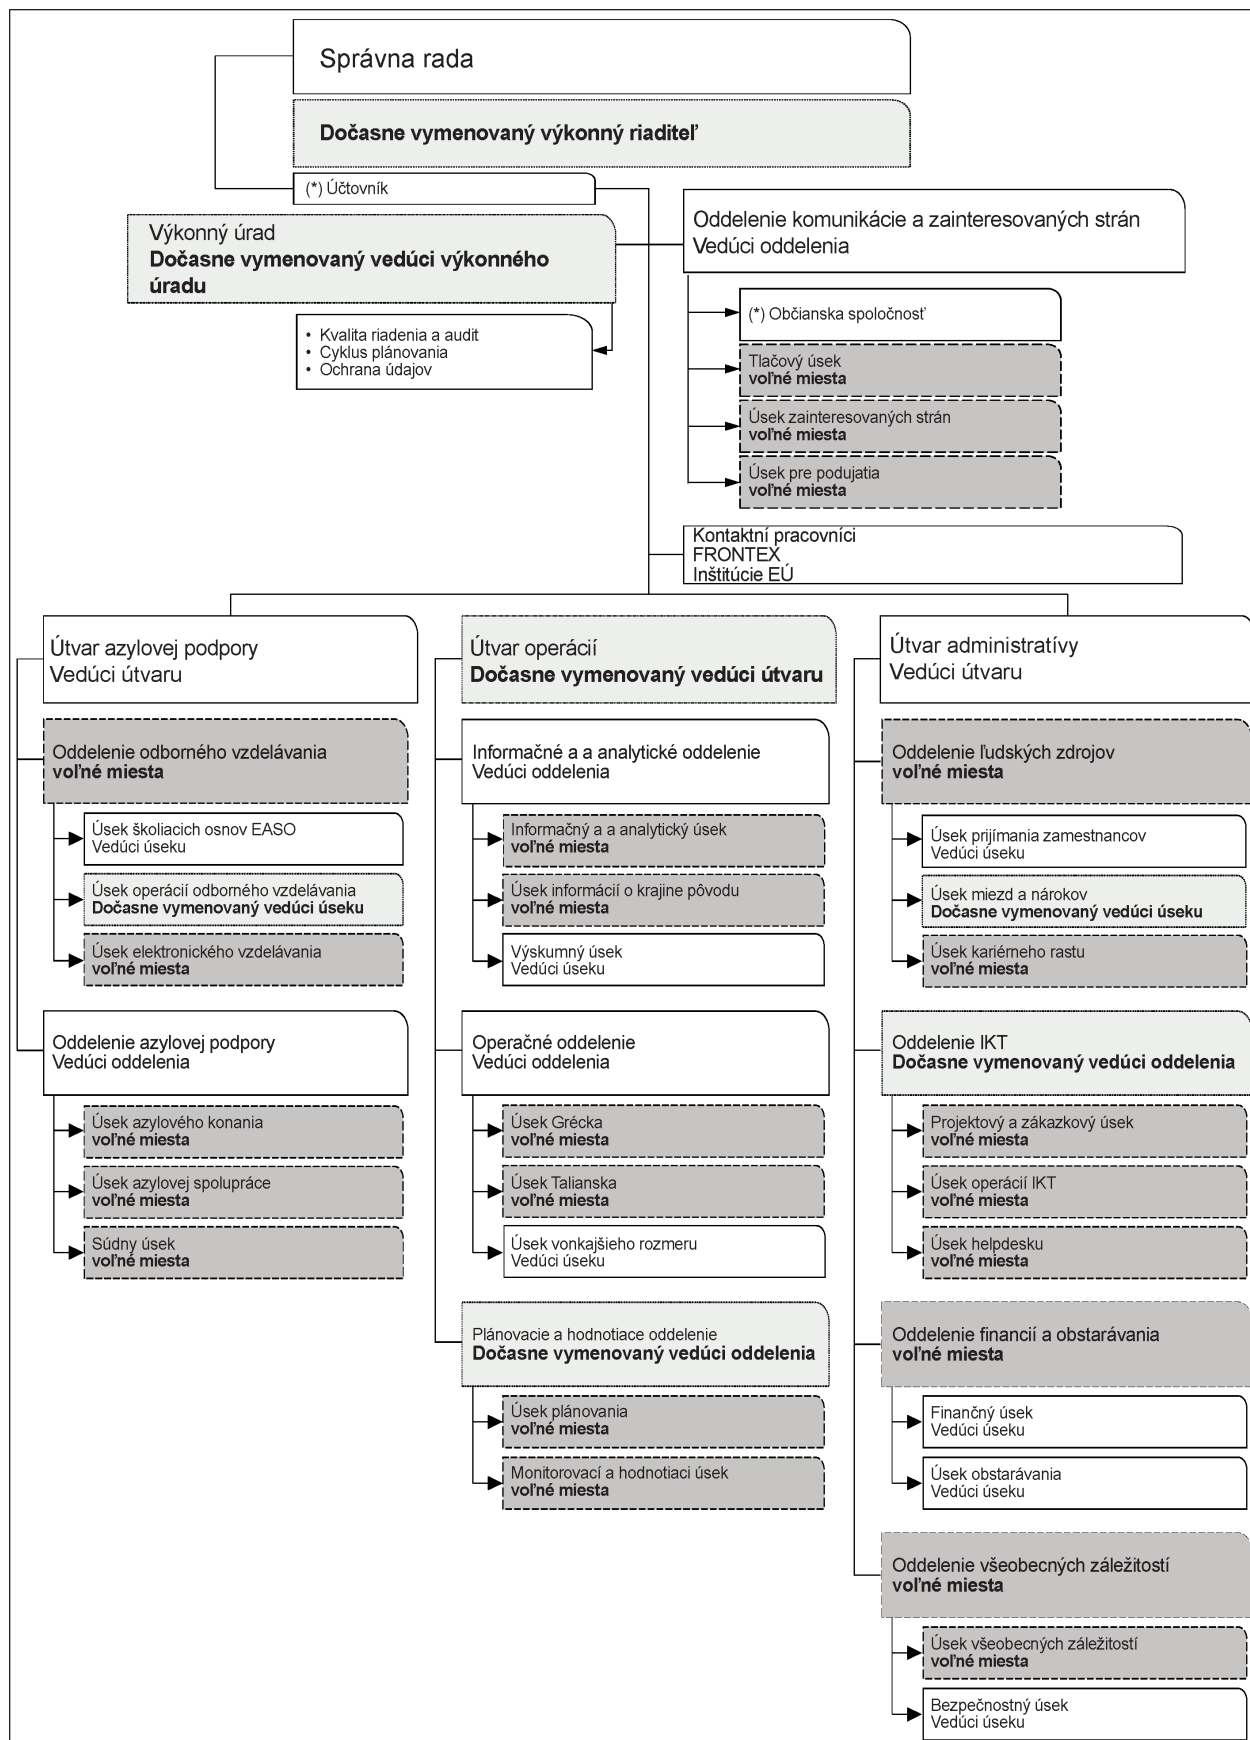 Správna rada
Dočasne vymenovaný výkonný riaditeľ
(*) Účtovník
Výkonný úrad
Dočasne vymenovaný vedúci výkonného
úradu
• Kvalita riadenia a audit
• Cyklus plánovania
• Ochrana údajov
Oddelenie komunikácie a zainteresovaných strán
Vedúci oddelenia
(*) Občianska spoločnosť
Tlačový úsek
voľné miesta
Úsek zainteresovaných strán
voľné miesta
Úsek pre podujatia
voľné miesta
Kontaktní pracovníci
FRONTEX
Inštitúcie EÚ
Útvar azylovej podpory
Vedúci útvaru
Oddelenie odborného vzdelávania
voľné miesta
Úsek školiacich osnov EASO
Vedúci úseku
Úsek operácií odborného vzdelávania
Dočasne vymenovaný vedúci úseku
Úsek elektronického vzdelávania
voľné miesta
Oddelenie azylovej podpory
Vedúci oddelenia
Úsek azylového konania
voľné miesta
Úsek azylovej spolupráce
voľné miesta
Súdny úsek
voľné miesta
Útvar operácií
Dočasne vymenovaný vedúci útvaru
Informačné a a analytické oddelenie
Vedúci oddelenia
Informačný a a analytický úsek
voľné miesta
Úsek informácií o krajine pôvodu
voľné miesta
Výskumný úsek
Vedúci úseku
Operačné oddelenie
Vedúci oddelenia
Úsek Grécka
voľné miesta
Úsek Talianska
voľné miesta
Úsek vonkajšieho rozmeru
Vedúci úseku
Plánovacie a hodnotiace oddelenie
Dočasne vymenovaný vedúci oddelenia
Úsek plánovania
voľné miesta
Monitorovací a hodnotiaci úsek
voľné miesta
Útvar administratívy
Vedúci útvaru
Oddelenie ľudských zdrojov
voľné miesta
Úsek prijímania zamestnancov
Vedúci úseku
Úsek miezd a nárokov
Dočasne vymenovaný vedúci úseku
Úsek kariérneho rastu
voľné miesta
Oddelenie IKT
Dočasne vymenovaný vedúci oddelenia
Projektový a zákazkový úsek
voľné miesta
Úsek operácií IKT
voľné miesta
Úsek helpdesku
voľné miesta
Oddelenie financií a obstarávania
voľné miesta
Finančný úsek
Vedúci úseku
Úsek obstarávania
Vedúci úseku
Oddelenie všeobecných záležitostí
voľné miesta
Úsek všeobecných záležitostí
voľné miesta
Bezpečnostný úsek
Vedúci úseku